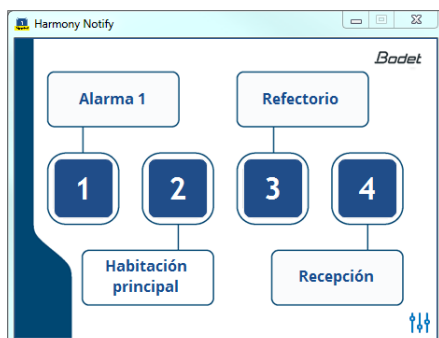 Harmony Notify
Bodet
Alarma 1
Refectorio
1
2
3
4
Habitación
principal
Recepción